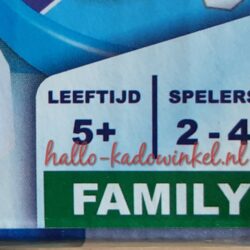 LEEFTIJD SPELERS
5+ 2 - 4
hallo-kadowinkel.nl
FAMILY